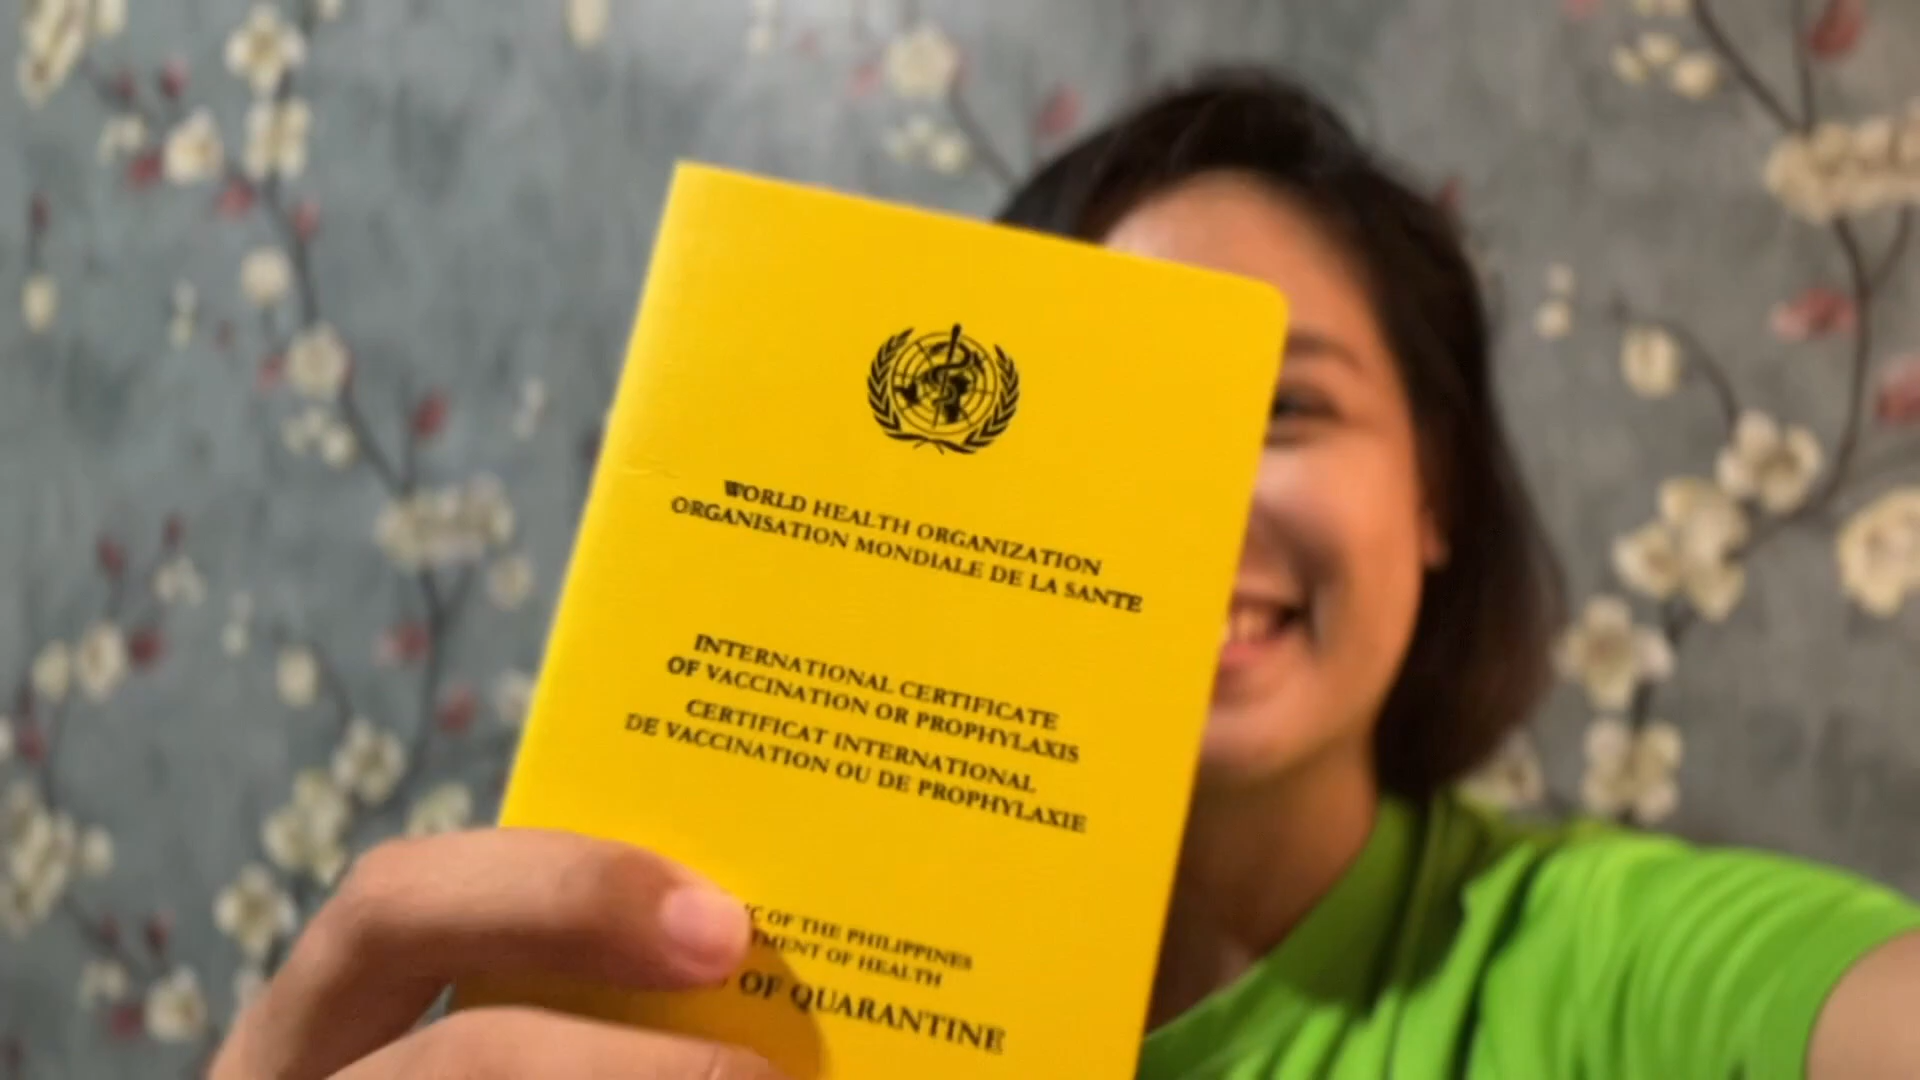 WORLD HEALTH ORGANIZATION
ORGANISATION MONDIALE DE LA SANTE
INTERNATIONAL CERTIFICATE
OF VACCINATION OR PROPHYLAXIS
CERTIFICAT INTERNATIONAL
DE VACCINATION OU DE PROPHYLAXIE
OF THE PHILIPPINES
OF HEALTH
OF QUARANTINE